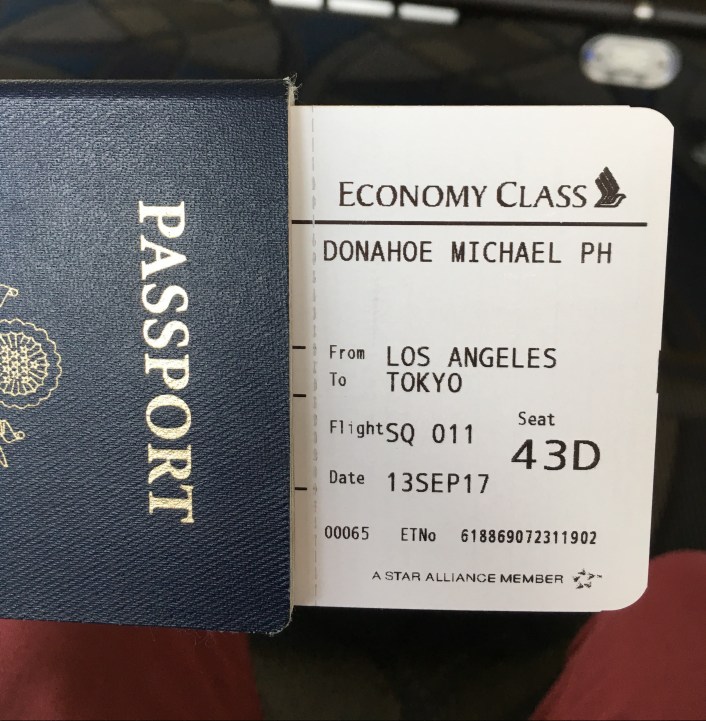 PASSPORT
ECONOMY CLASS
DONAHOE MICHAEL PH
From LOS ANGELES
To TOKYO
Flight SQ 011
Seat
43D
Date 13SEP17
00065 ETNo 618869072311902
A STAR ALLIANCE MEMBER